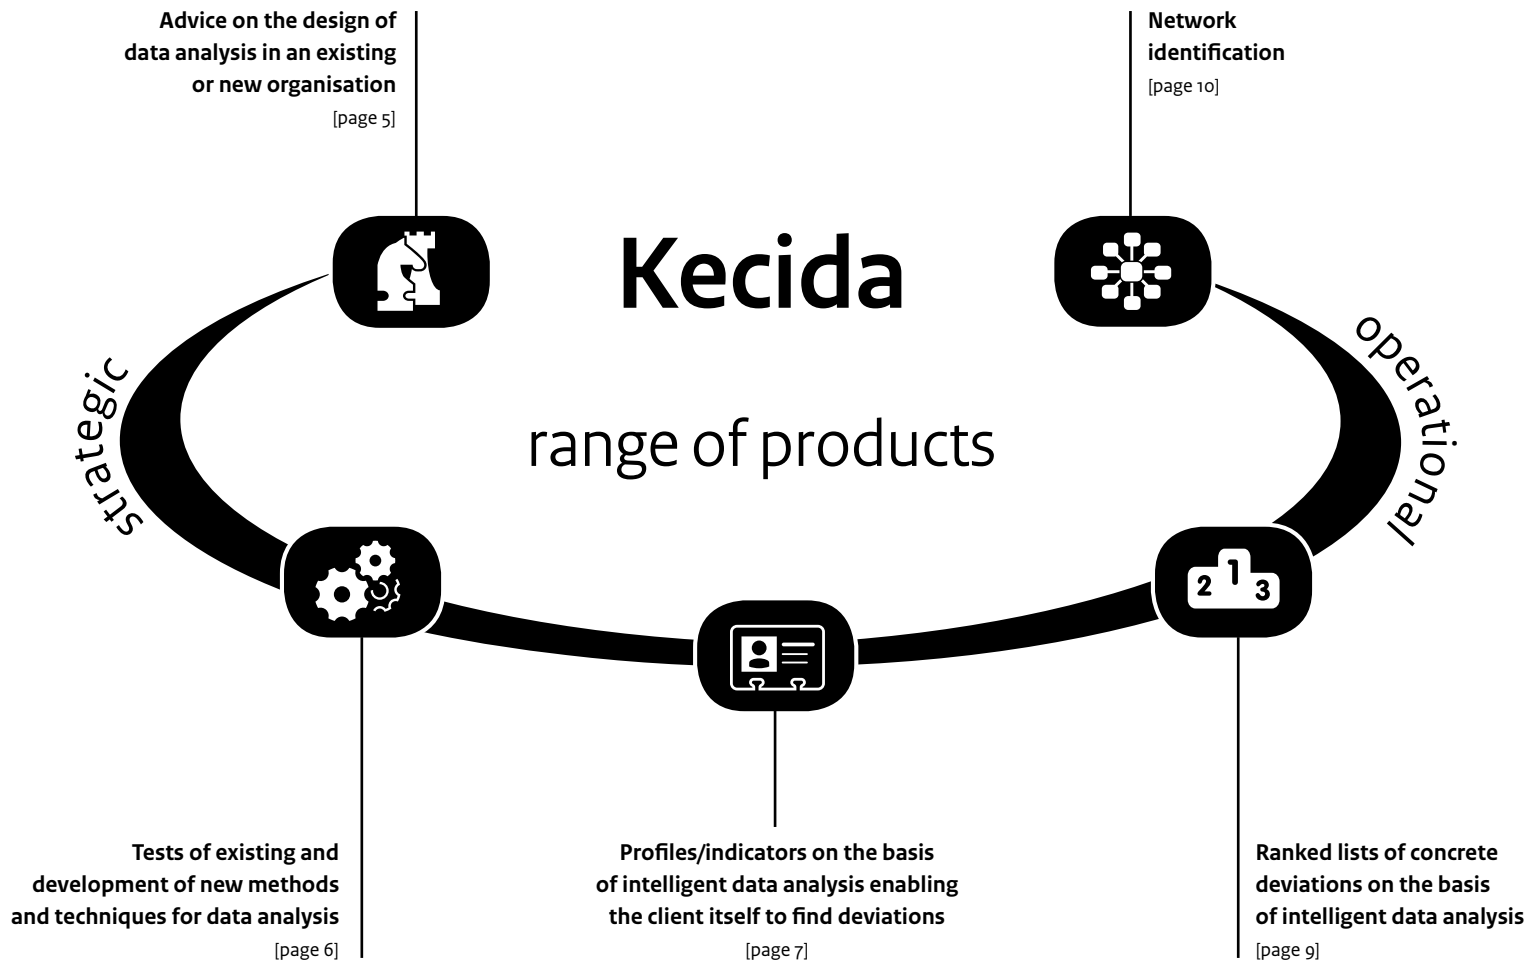 Advice on the design of
data analysis in an existing
or new organisation
[page 5]
Network
identification
[page 10]
Kecida
range of products
strategic
operational
2 1 3
Tests of existing and
development of new methods
and techniques for data analysis
[page 6]
Profiles/indicators on the basis
of intelligent data analysis enabling
the client itself to find deviations
[page 7]
Ranked lists of concrete
deviations on the basis
of intelligent data analysis
[page 9]